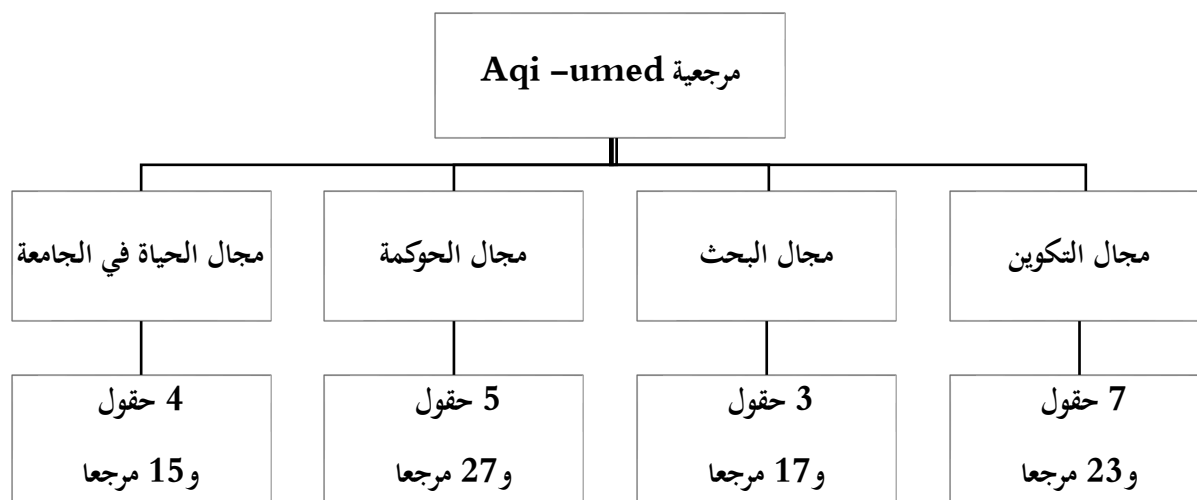 مرجعية Aqi –umed
مجال التكوين
مجال البحث
مجال الحوكمة
مجال الحياة في الجامعة
7 حقول
و23 مرجعا
3 حقول
و17 مرجعا
5 حقول
و27 مرجعا
4 حقول
و15 مرجعا